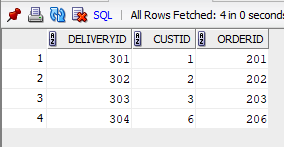 SQL | All Rows Fetched: 4 in 0 seconds
DELIVERYID CUSTID ORDERID
1 301 1 201
2 302 2 202
3 303 3 203
4 304 6 206